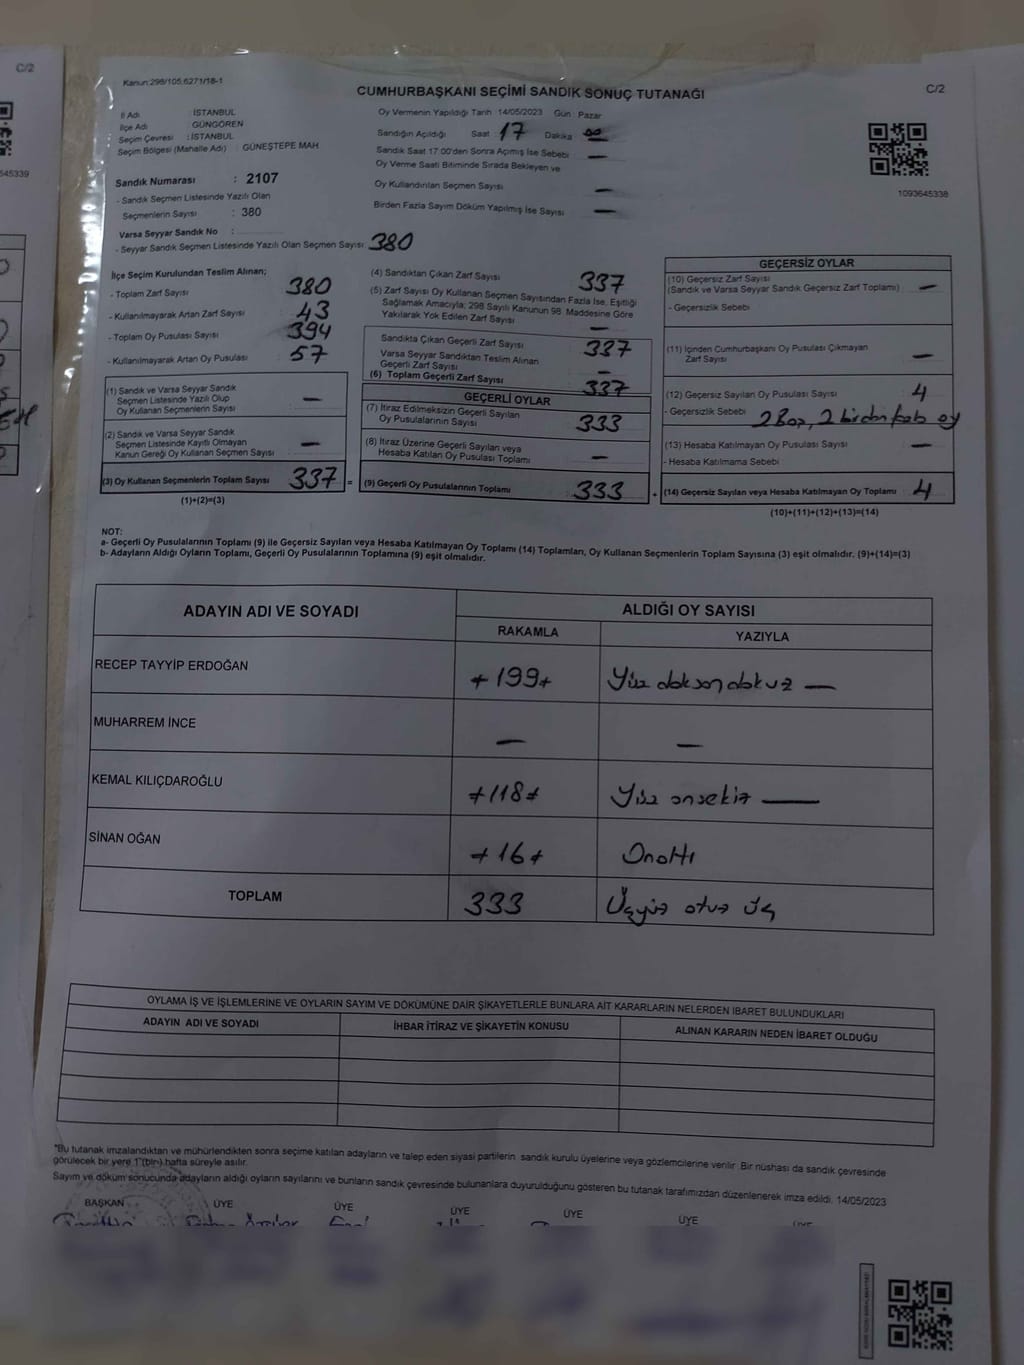 C/2
645339
Kanun:298/105,6271/18-1
CUMHURBAŞKANI SEÇİMİ SANDIK SONUÇ TUTANAĞI
C/2
İl Adı : İSTANBUL
İlçe Adı : GÜNGÖREN
Seçim Çevresi : İSTANBUL
Seçim Bölgesi (Mahalle Adı) : GÜNEŞTEPE MAH
Sandık Numarası : 2107
- Sandık Seçmen Listesinde Yazılı Olan
Seçmenlerin Sayısı : 380
Varsa Seyyar Sandık No :
- Seyyar Sandık Seçmen Listesinde Yazılı Olan Seçmen Sayısı 380
Oy Vermenin Yapıldığı Tarih 14/05/2023 Gün Pazar
Sandığın Açıldığı Saat 17 Dakika 00
Sandık Saat 17:00'den Sonra Açımış İse Sebebi —
Oy Verme Saati Bitiminde Sırada Bekleyen ve
Oy Kullandırılan Seçmen Sayısı —
Birden Fazla Sayım Döküm Yapılmış İse Sayısı —
1093645338
İlçe Seçim Kurulundan Teslim Alınan;
- Toplam Zarf Sayısı 380
- Kullanılmayarak Artan Zarf Sayısı 43
- Toplam Oy Pusulası Sayısı 394
- Kullanılmayarak Artan Oy Pusulası 57
(1) Sandık ve Varsa Seyyar Sandık
Seçmen Listesinde Yazılı Olup
Oy Kullanan Seçmenlerin Sayısı —
(2) Sandık ve Varsa Seyyar Sandık
Seçmen Listesinde Kayıtlı Olmayan
Kanun Gereği Oy Kullanan Seçmen Sayısı —
(3) Oy Kullanan Seçmenlerin Toplam Sayısı 337 =
(1)+(2)=(3)
(4) Sandıktan Çıkan Zarf Sayısı 337
(5) Zarf Sayısı Oy Kullanan Seçmen Sayısından Fazla İse, Eşitliği
Sağlamak Amacıyla; 298 Sayılı Kanunun 98. Maddesine Göre
Yakılarak Yok Edilen Zarf Sayısı —
Sandıkta Çıkan Geçerli Zarf Sayısı 337
Varsa Seyyar Sandıktan Teslim Alınan
Geçerli Zarf Sayısı —
(6) Toplam Geçerli Zarf Sayısı 337
GEÇERLİ OYLAR
(7) İtiraz Edilmeksizin Geçerli Sayılan
Oy Pusulalarının Sayısı 333
(8) İtiraz Üzerine Geçerli Sayılan veya
Hesaba Katılan Oy Pusulası Toplamı —
(9) Geçerli Oy Pusulalarının Toplamı 333 +
GEÇERSİZ OYLAR
(10) Geçersiz Zarf Sayısı
(Sandık ve Varsa Seyyar Sandık Geçersiz Zarf Toplamı) —
- Geçersizlik Sebebi
(11) İçinden Cumhurbaşkanı Oy Pusulası Çıkmayan
Zarf Sayısı —
(12) Geçersiz Sayılan Oy Pusulası Sayısı 4
- Geçersizlik Sebebi 2 Boş, 2 birden fazla oy
(13) Hesaba Katılmayan Oy Pusulası Sayısı —
- Hesaba Katılmama Sebebi
(14) Geçersiz Sayılan veya Hesaba Katılmayan Oy Toplamı 4
(10)+(11)+(12)+(13)=(14)
NOT:
a- Geçerli Oy Pusulalarının Toplamı (9) ile Geçersiz Sayılan veya Hesaba Katılmayan Oy Toplamı (14) Toplamları, Oy Kullanan Seçmenlerin Toplam Sayısına (3) eşit olmalıdır. (9)+(14)=(3)
b- Adayların Aldığı Oyların Toplamı, Geçerli Oy Pusulalarının Toplamına (9) eşit olmalıdır.
ADAYIN ADI VE SOYADI ALDIĞI OY SAYISI
RAKAMLA YAZIYLA
RECEP TAYYİP ERDOĞAN +199+ Yüz doksan dokuz —
MUHARREM İNCE — —
KEMAL KILIÇDAROĞLU +118+ Yüz onsekiz —
SİNAN OĞAN +16+ Onaltı
TOPLAM 333 Üçyüz otuz üç
OYLAMA İŞ VE İŞLEMLERİNE VE OYLARIN SAYIM VE DÖKÜMÜNE DAİR ŞİKAYETLERLE BUNLARA AİT KARARLARIN NELERDEN İBARET BULUNDUKLARI
ADAYIN ADI VE SOYADI İHBAR İTİRAZ VE ŞİKAYETİN KONUSU ALINAN KARARIN NEDEN İBARET OLDUĞU
*Bu tutanak imzalandıktan ve mühürlendikten sonra seçime katılan adayların ve talep eden siyasi partilerin sandık kurulu üyelerine veya gözlemcilerine verilir. Bir nüshası da sandık çevresinde
görülecek bir yere 1 (bir) hafta süreyle asılır.
Sayım ve döküm sonucunda adayların aldığı oyların sayılarını ve bunların sandık çevresinde bulunanlara duyurulduğunu gösteren bu tutanak tarafımızdan düzenlenerek imza edildi. 14/05/2023
BAŞKAN ÜYE ÜYE ÜYE ÜYE ÜYE ÜYE